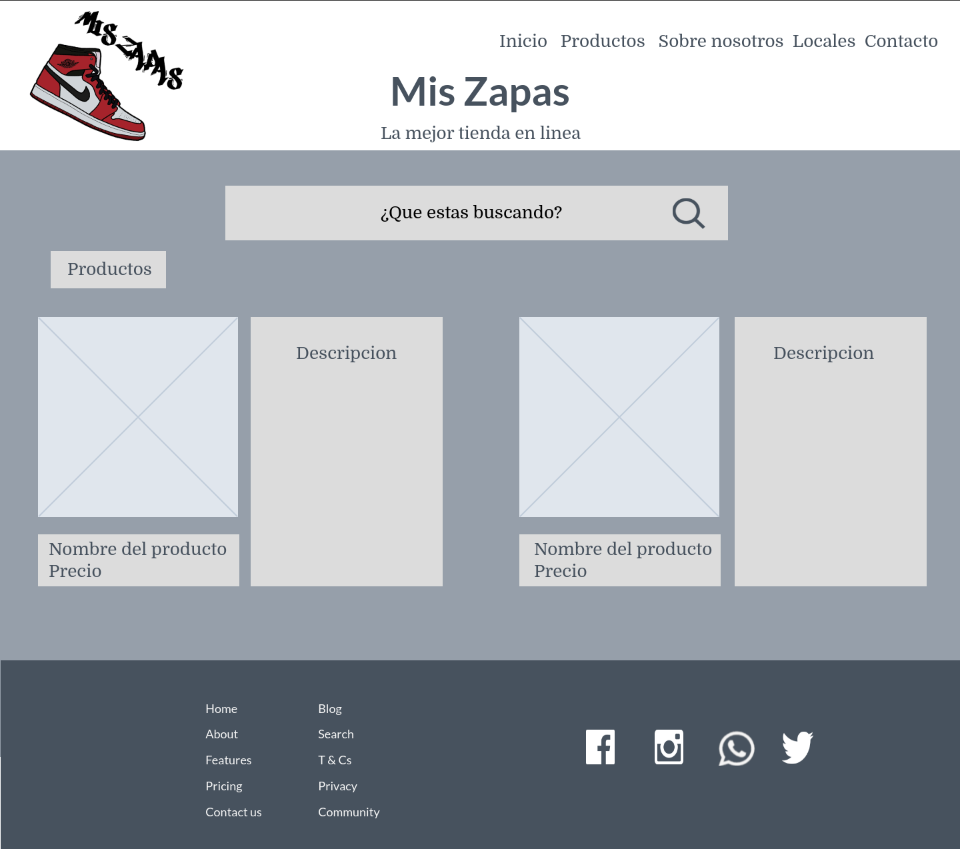 MIS ZAPAS
Inicio Productos Sobre nosotros Locales Contacto
Mis Zapas
La mejor tienda en linea
¿Que estas buscando?
Productos
Descripcion
Nombre del producto
Precio
Descripcion
Nombre del producto
Precio
Home
About
Features
Pricing
Contact us
Blog
Search
T & Cs
Privacy
Community